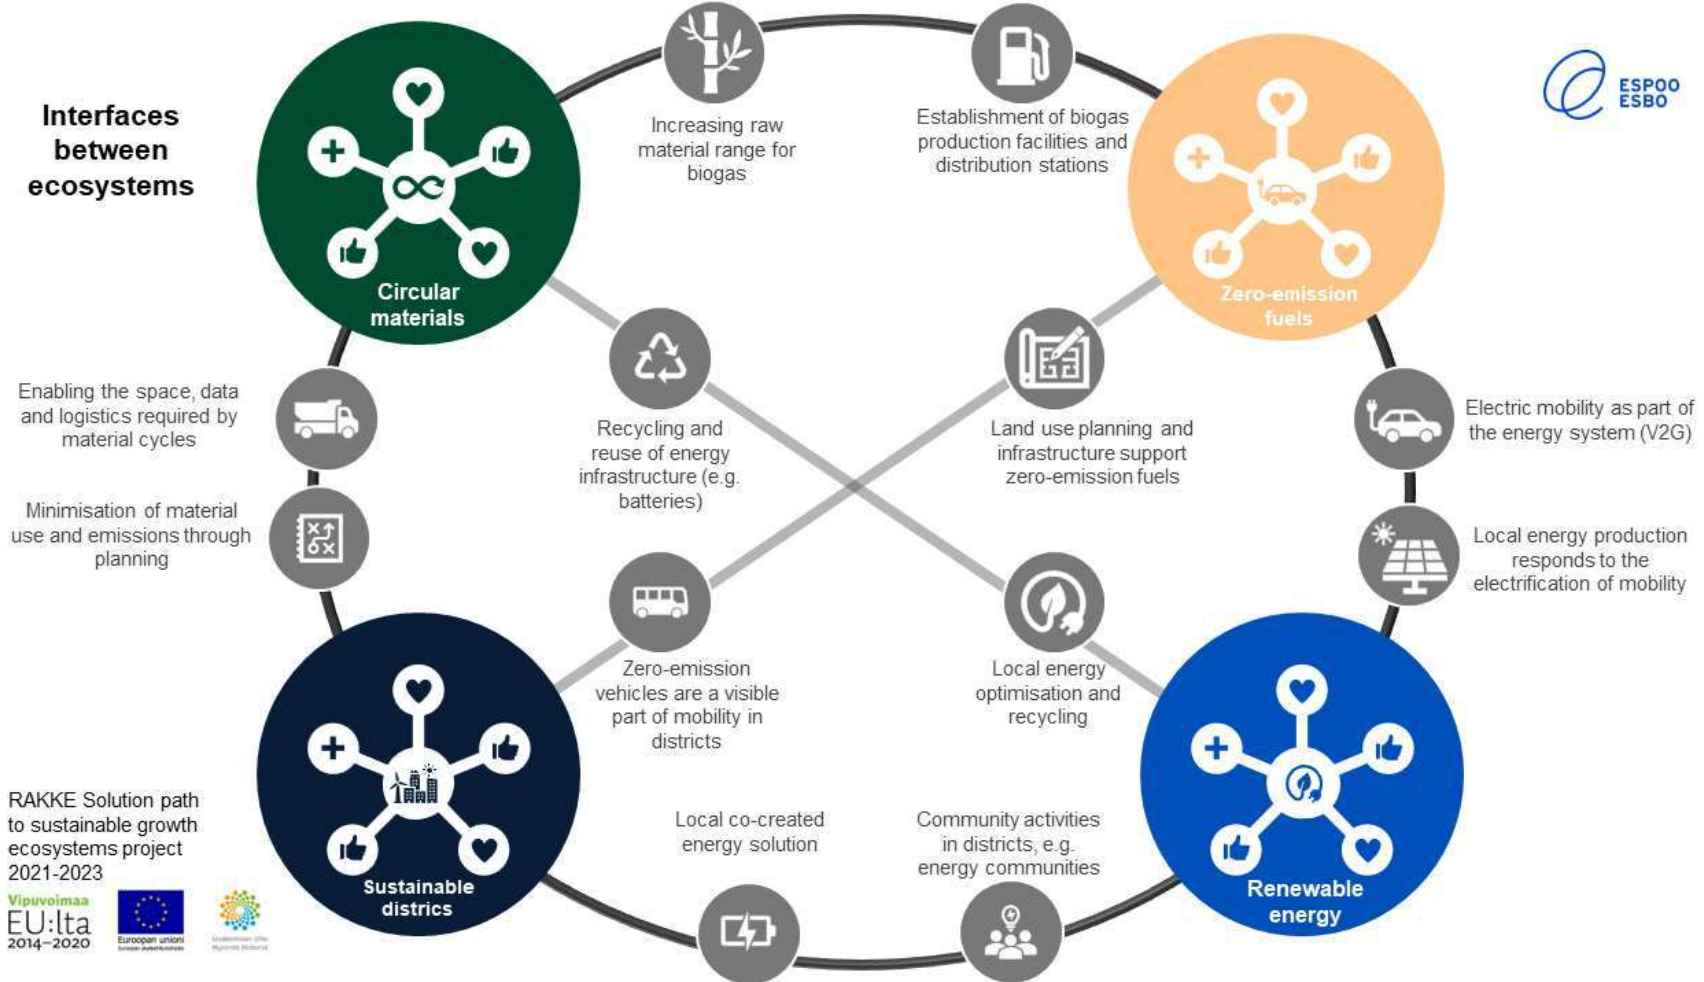 Interfaces
between
ecosystems
Increasing raw
material range for
biogas
Establishment of biogas
production facilities and
distribution stations
ESPOO
ESBO
Circular
materials
Zero-emission
fuels
Enabling the space, data
and logistics required by
material cycles
Recycling and
reuse of energy
infrastructure (e.g.
batteries)
Land use planning and
infrastructure support
zero-emission fuels
Electric mobility as part of
the energy system (V2G)
Minimisation of material
use and emissions through
planning
Local energy production
responds to the
electrification of mobility
Zero-emission
vehicles are a visible
part of mobility in
districts
Local energy
optimisation and
recycling
RAKKE Solution path
to sustainable growth
ecosystems project
2021-2023
Local co-created
energy solution
Community activities
in districts, e.g.
energy communities
Sustainable
districs
Renewable
energy
Vipuvoimaa
EU:lta
2014–2020
Euroopan unioni